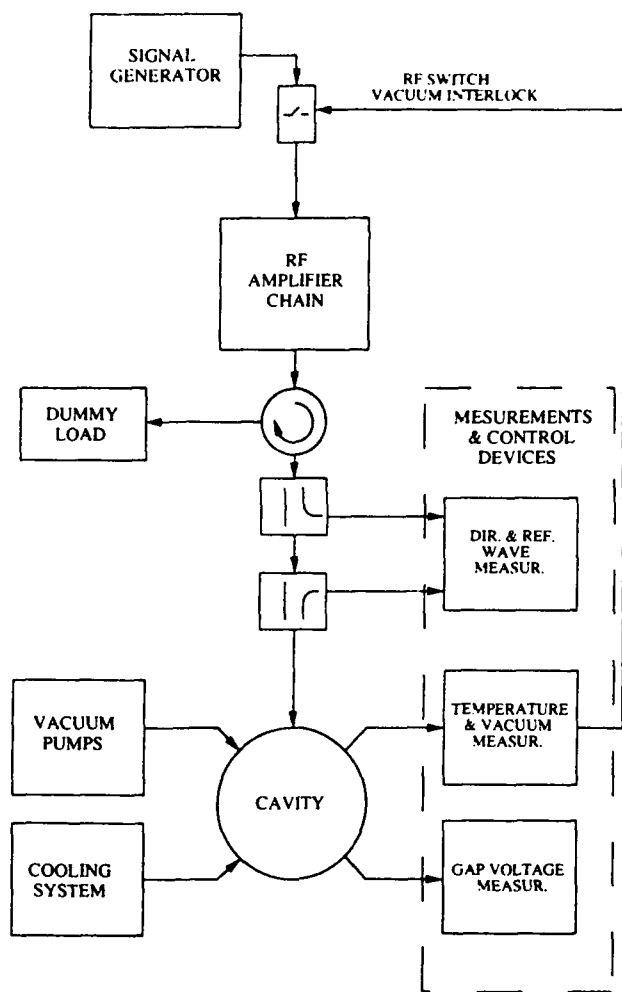 SIGNAL
GENERATOR
RF SWITCH
VACUUM INTERLOCK
RF
AMPLIFIER
CHAIN
DUMMY
LOAD
MESUREMENTS
& CONTROL
DEVICES
DIR. & REF.
WAVE
MEASUR.
VACUUM
PUMPS
TEMPERATURE
& VACUUM
MEASUR.
CAVITY
COOLING
SYSTEM
GAP VOLTAGE
MEASUR.